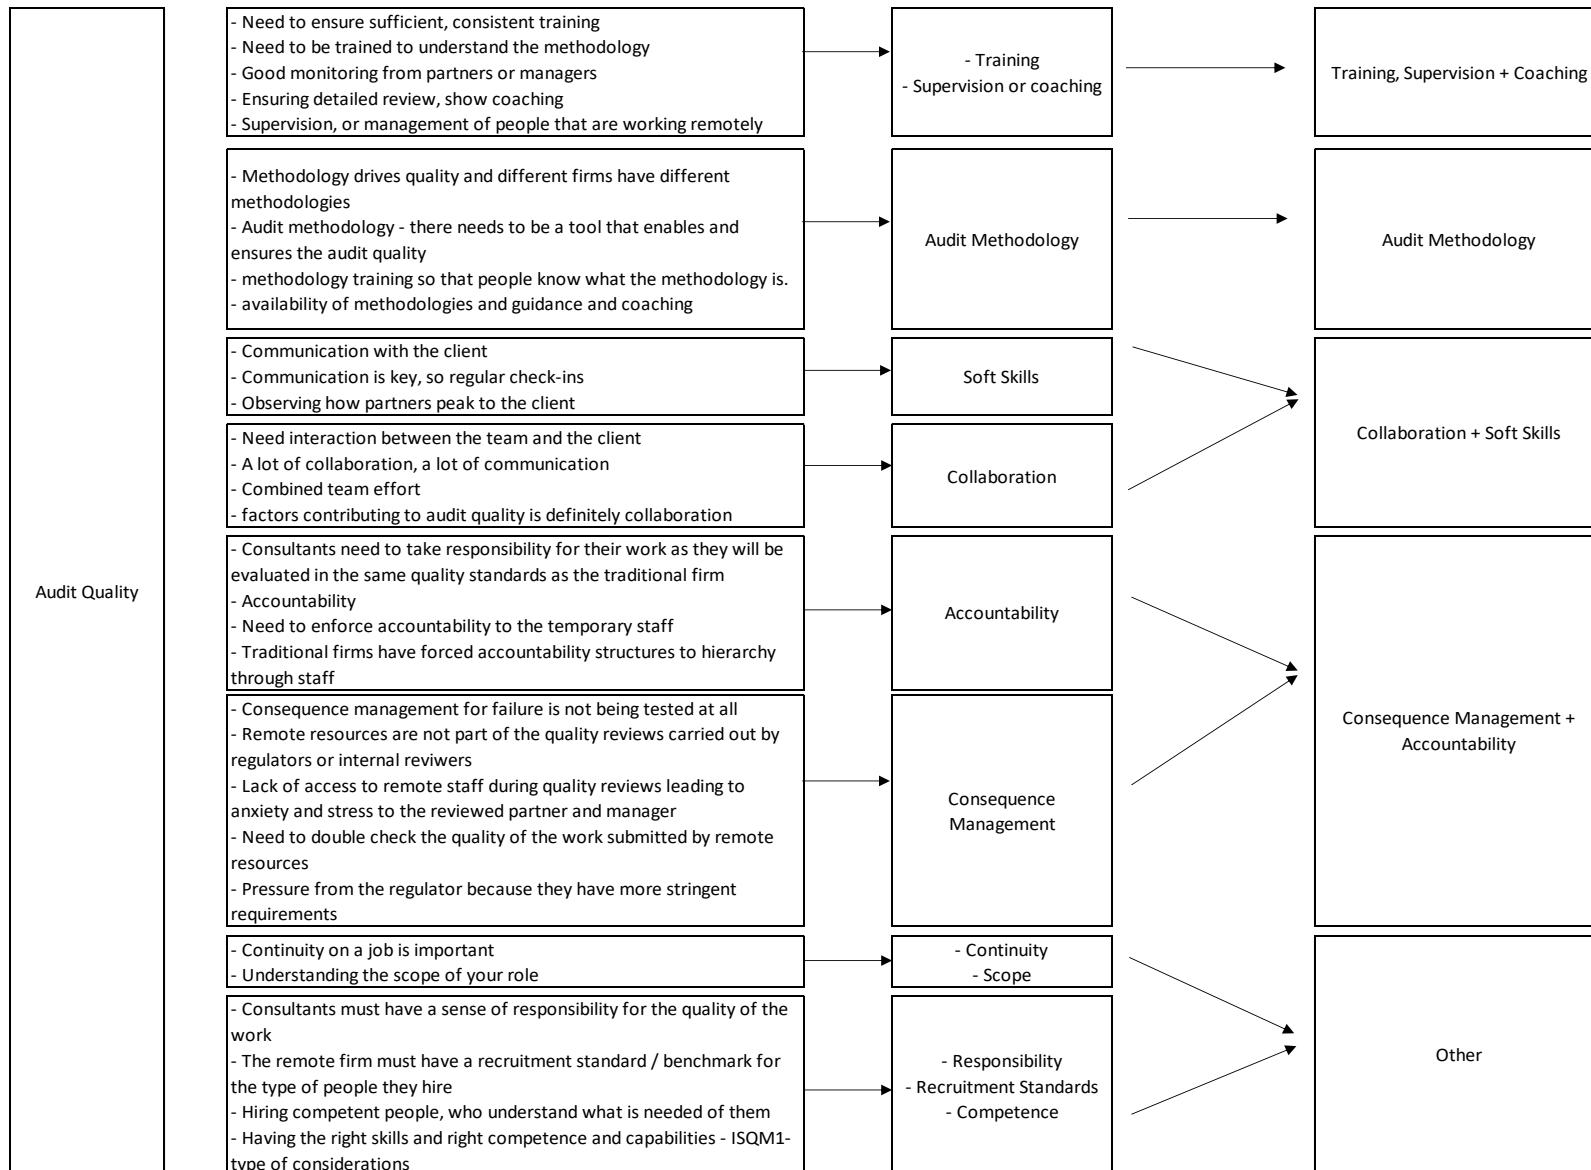 Audit Quality
- Need to ensure sufficient, consistent training
- Need to be trained to understand the methodology
- Good monitoring from partners or managers
- Ensuring detailed review, show coaching
- Supervision, or management of people that are working remotely
- Training
- Supervision or coaching
Training, Supervision + Coaching
- Methodology drives quality and different firms have different
methodologies
- Audit methodology - there needs to be a tool that enables and
ensures the audit quality
- methodology training so that people know what the methodology is.
- availability of methodologies and guidance and coaching
Audit Methodology
Audit Methodology
- Communication with the client
- Communication is key, so regular check-ins
- Observing how partners peak to the client
Soft Skills
- Need interaction between the team and the client
- A lot of collaboration, a lot of communication
- Combined team effort
- factors contributing to audit quality is definitely collaboration
Collaboration
Collaboration + Soft Skills
- Consultants need to take responsibility for their work as they will be
evaluated in the same quality standards as the traditional firm
- Accountability
- Need to enforce accountability to the temporary staff
- Traditional firms have forced accountability structures to hierarchy
through staff
Accountability
- Consequence management for failure is not being tested at all
- Remote resources are not part of the quality reviews carried out by
regulators or internal reviwers
- Lack of access to remote staff during quality reviews leading to
anxiety and stress to the reviewed partner and manager
- Need to double check the quality of the work submitted by remote
resources
- Pressure from the regulator because they have more stringent
requirements
Consequence
Management
Consequence Management +
Accountability
- Continuity on a job is important
- Understanding the scope of your role
- Continuity
- Scope
- Consultants must have a sense of responsibility for the quality of the
work
- The remote firm must have a recruitment standard / benchmark for
the type of people they hire
- Hiring competent people, who understand what is needed of them
- Having the right skills and right competence and capabilities - ISQM1-
type of considerations
- Responsibility
- Recruitment Standards
- Competence
Other